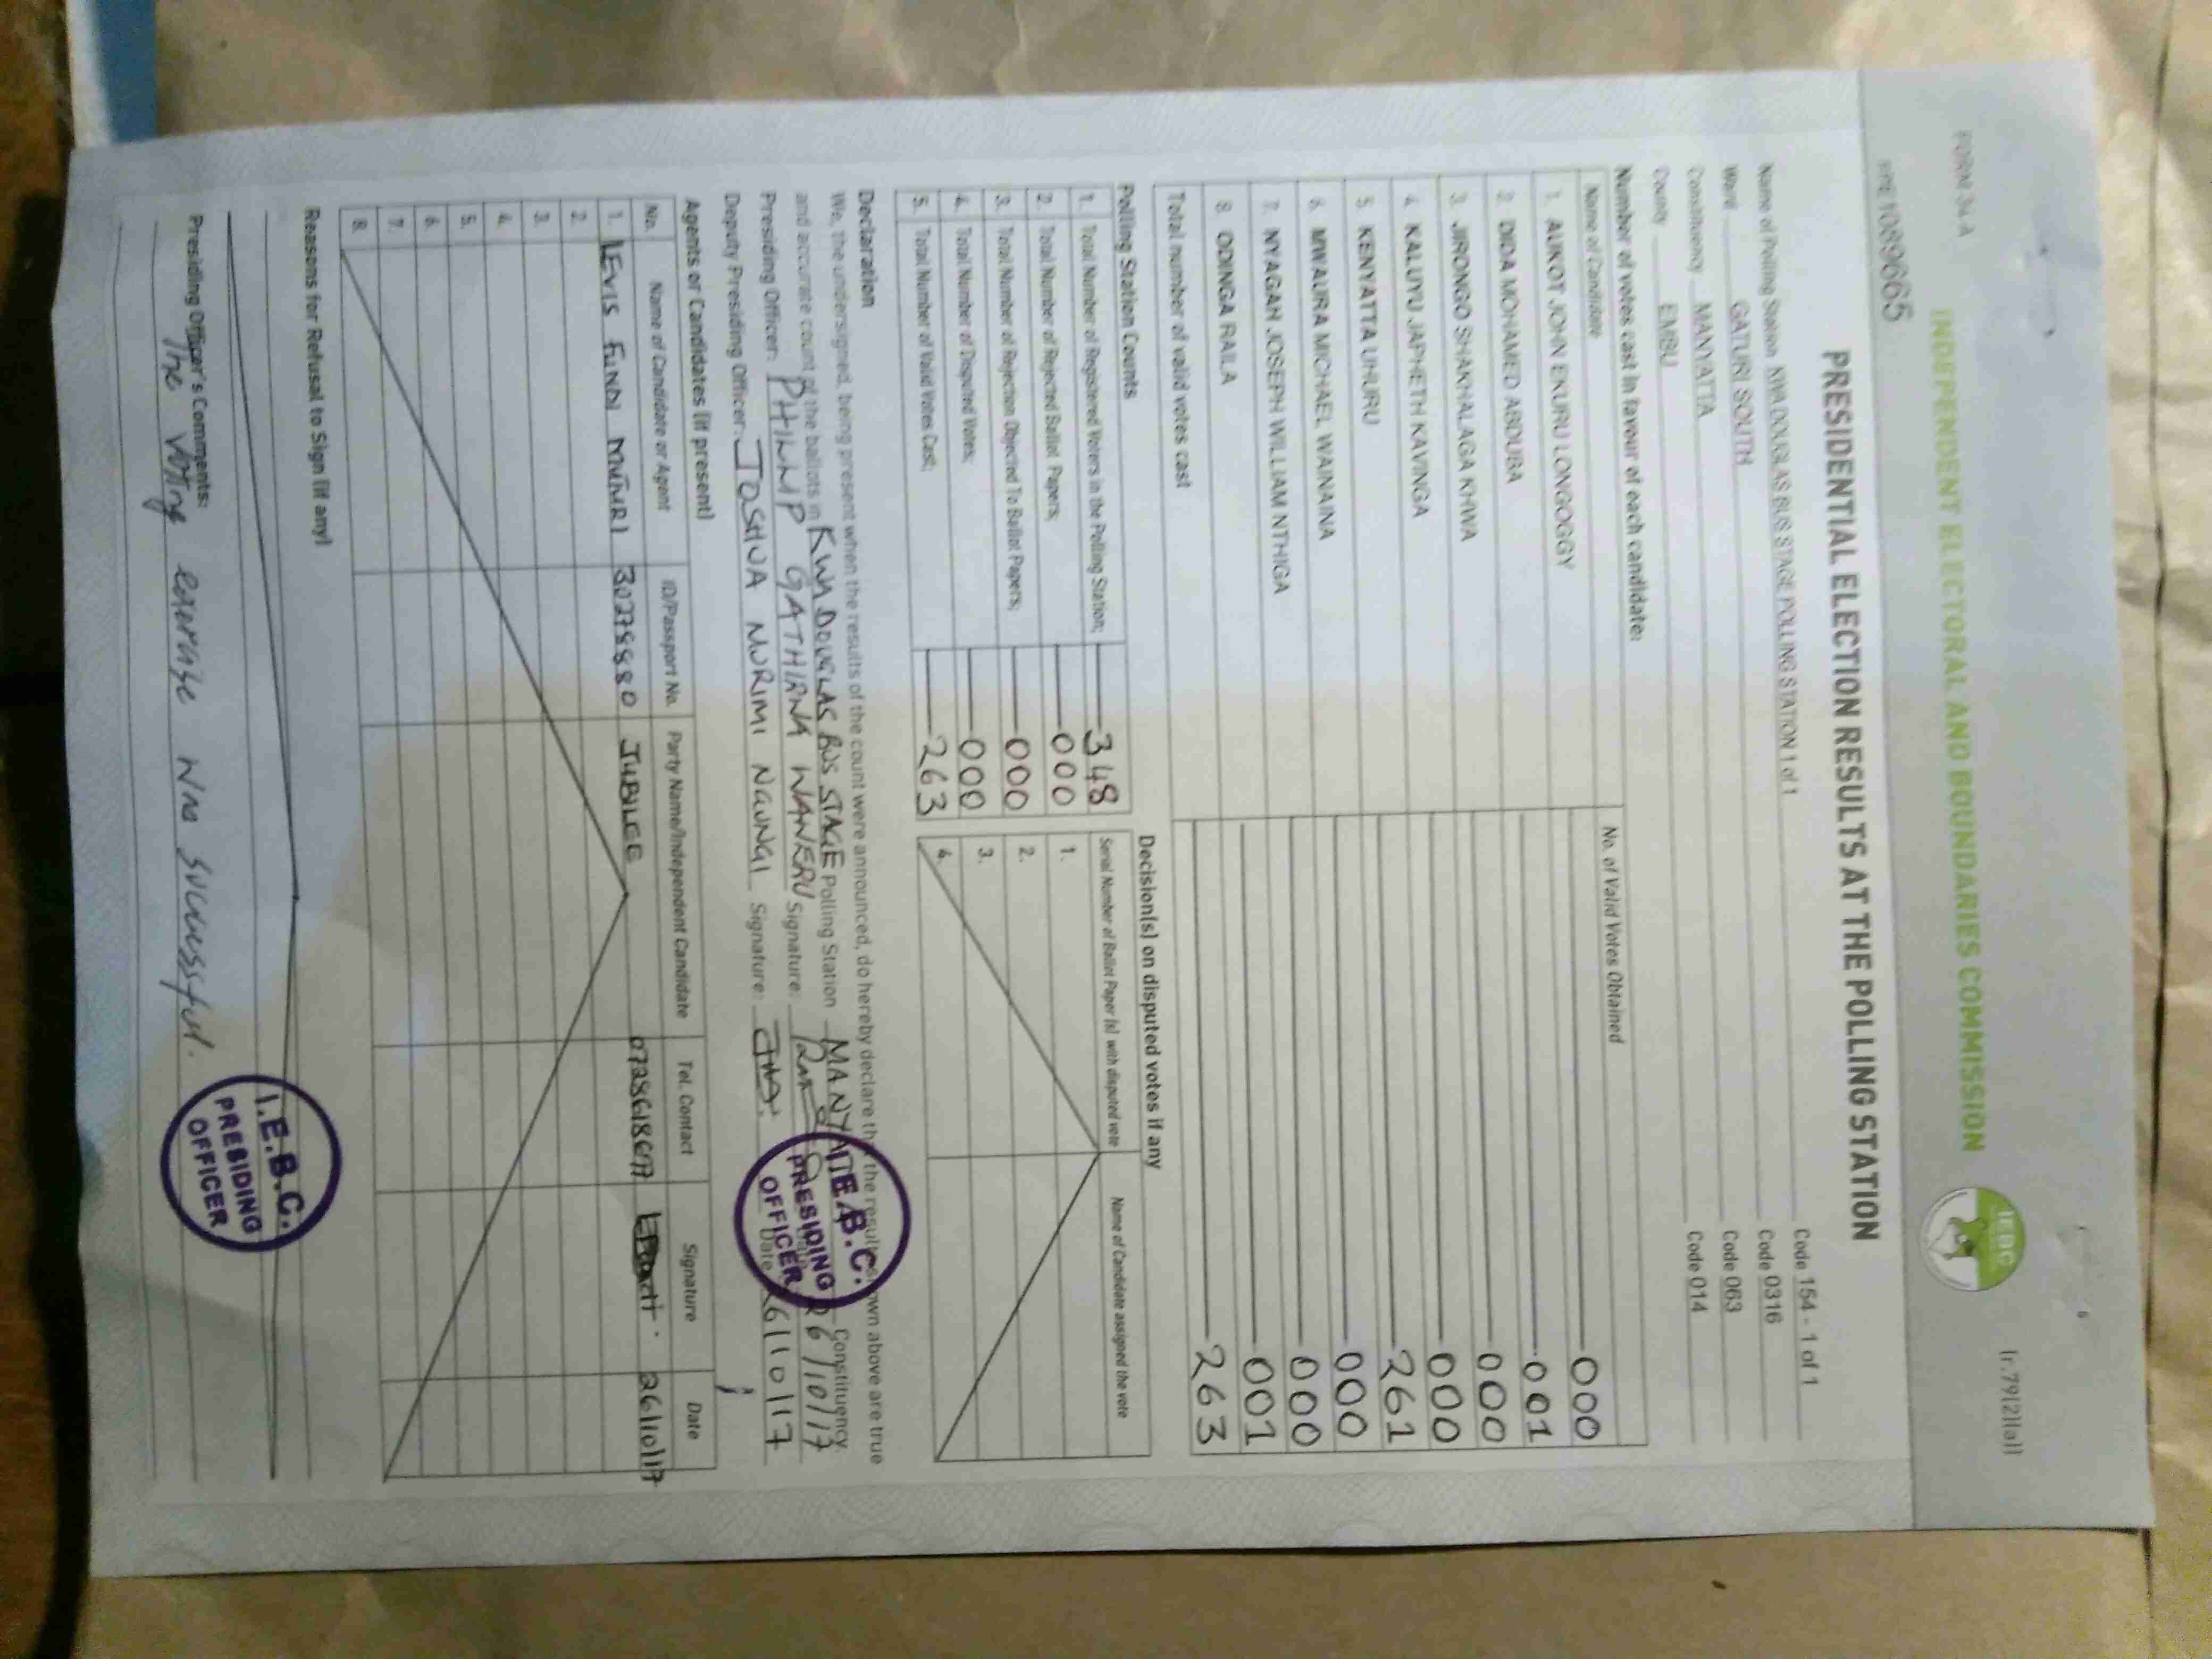 FORM 34A
[r.79(2)(a)]
INDEPENDENT ELECTORAL AND BOUNDARIES COMMISSION
IEBC
1089665
PRESIDENTIAL ELECTION RESULTS AT THE POLLING STATION
Name of Polling Station KWA DOUGLAS BUS STAGE POLLING STATION 1 of 1 Code 154 - 1 of 1
Ward GATURI SOUTH Code 0316
Constituency MANYATTA Code 063
County EMBU Code 014
Number of votes cast in favour of each candidate:
Name of Candidate No. of Valid Votes Obtained
1. AUKOT JOHN EKURU LONGOGGY 000
2. DIDA MOHAMED ABDUBA 001
3. JIRONGO SHAKHALAGA KHWA 000
4. KALUYU JAPHETH KAVINGA 000
5. KENYATTA UHURU 261
6. MWAURA MICHAEL WAINAINA 000
7. NYAGAH JOSEPH WILLIAM NTHIGA 000
8. ODINGA RAILA 001
Total number of valid votes cast 263
Polling Station Counts
1. Total Number of Registered Voters in the Polling Station; 348
2. Total Number of Rejected Ballot Papers; 000
3. Total Number of Rejection Objected To Ballot Papers; 000
4. Total Number of Disputed Votes; 000
5. Total Number of Valid Votes Cast; 263
Decision(s) on disputed votes if any
Serial Number of Ballot Paper (s) with disputed vote Name of Candidate assigned the vote
1.
2.
3.
4.
Declaration
We, the undersigned, being present when the results of the count were announced, do hereby declare that the results shown above are true
and accurate count of the ballots in KWA DOUGLAS BUS STAGE Polling Station Constituency
Presiding Officer: PHILLIP GATHIRWA WANERU Signature: 26/10/17
Deputy Presiding Officer: JOSHUA MURIMI Signature: Date 26/10/17
I.E.B.C.
PRESIDING
OFFICER
Agents or Candidates (if present)
No. Name of Candidate or Agent ID/Passport No. Party Name/Independent Candidate Tel. Contact Signature Date
1. LEVIS FUNDI 30278880 JUBILEE 26/10/17
2.
3.
4.
5.
6.
7.
8.
Reasons for Refusal to Sign (if any)
Presiding Officer's Comments:
The voting exercise was successful.
I.E.B.C.
PRESIDING
OFFICER